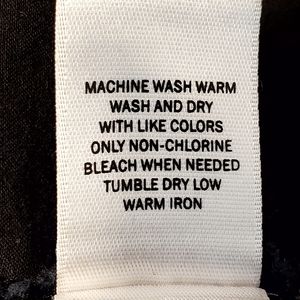 MACHINE WASH WARM
WASH AND DRY
WITH LIKE COLORS
ONLY NON-CHLORINE
BLEACH WHEN NEEDED
TUMBLE DRY LOW
WARM IRON